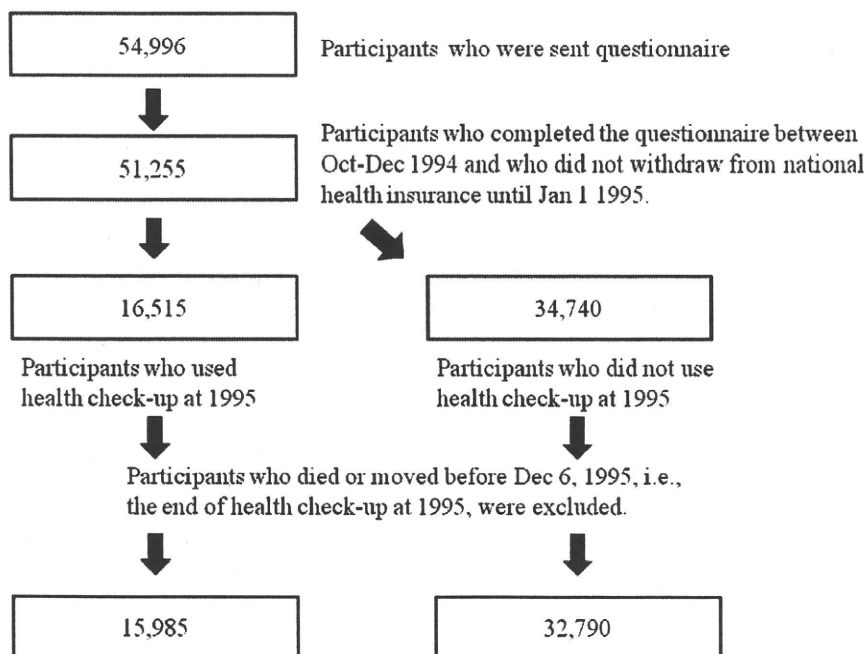 54,996
Participants who were sent questionnaire
51,255
Participants who completed the questionnaire between
Oct-Dec 1994 and who did not withdraw from national
health insurance until Jan 1 1995.
16,515
34,740
Participants who used
health check-up at 1995
Participants who did not use
health check-up at 1995
Participants who died or moved before Dec 6, 1995, i.e.,
the end of health check-up at 1995, were excluded.
15,985
32,790